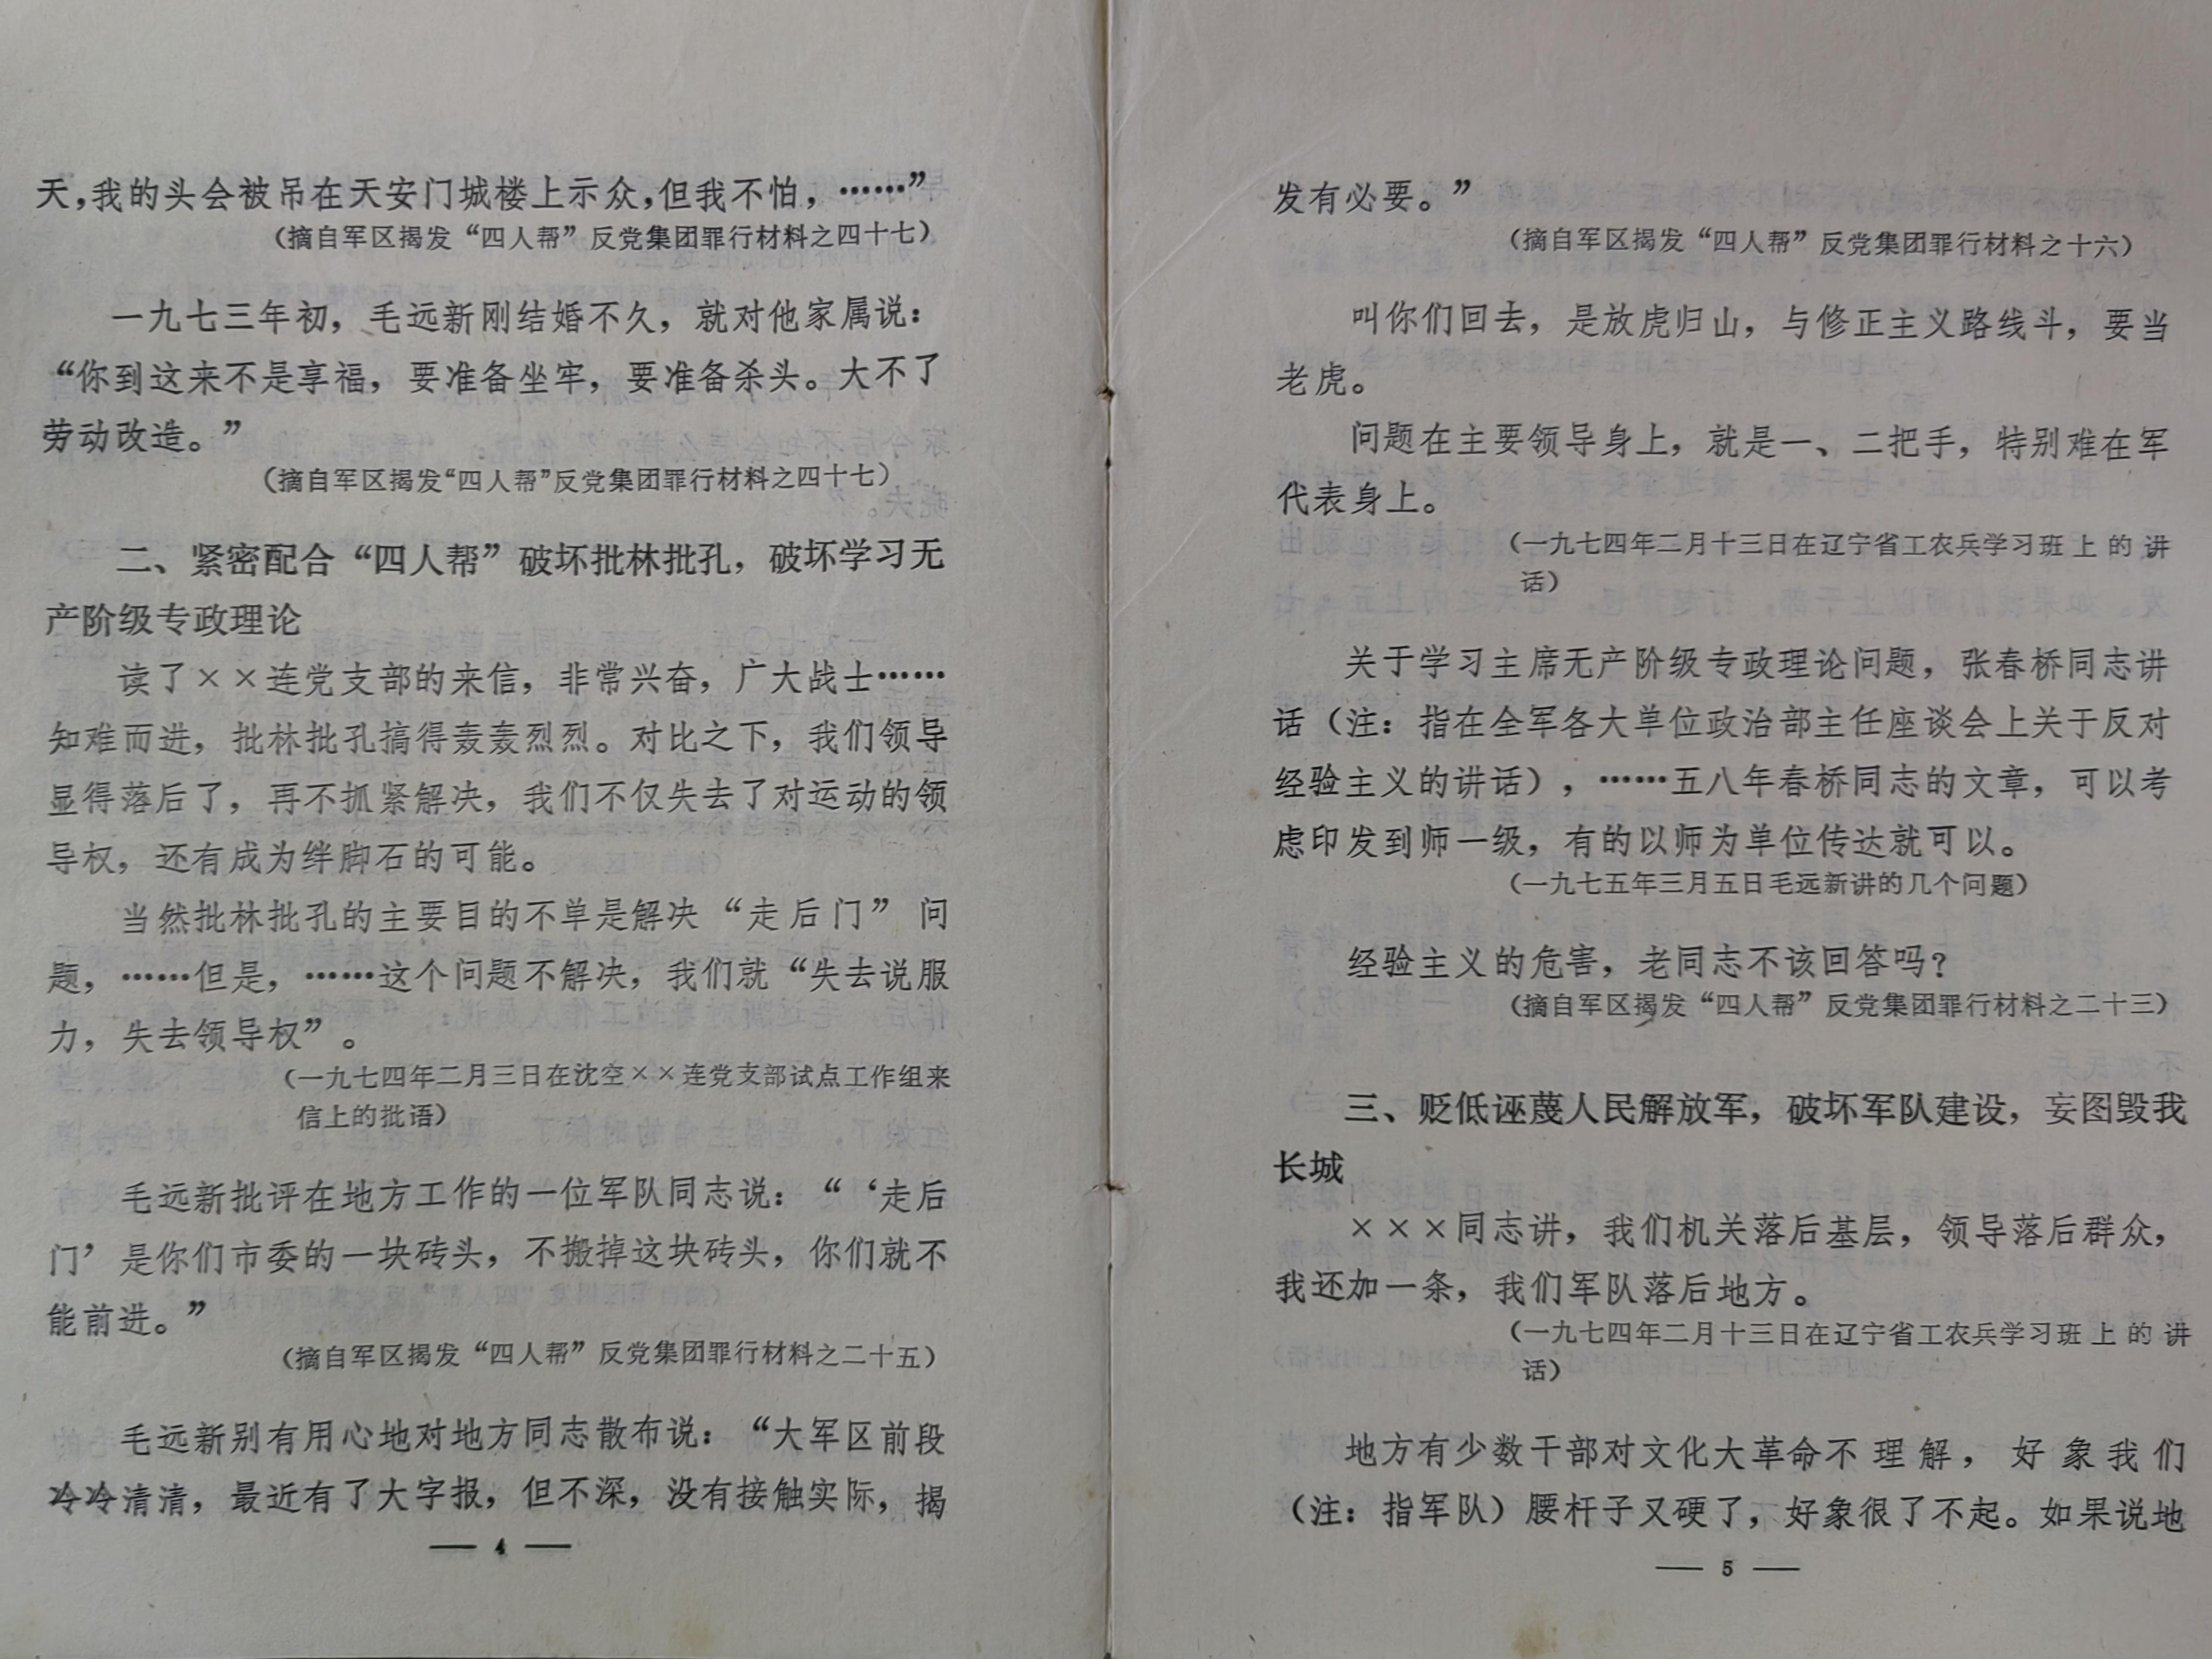 天，我的头会被吊在天安门城楼上示众，但我不怕，……”
（摘自军区揭发“四人帮”反党集团罪行材料之四十七）
一九七三年初，毛远新刚结婚不久，就对他家属说：
“你到这来不是享福，要准备坐牢，要准备杀头。大不了
劳动改造。”
（摘自军区揭发“四人帮”反党集团罪行材料之四十七）
二、紧密配合“四人帮”破坏批林批孔，破坏学习无
产阶级专政理论
读了××连党支部的来信，非常兴奋，广大战士……
知难而进，批林批孔搞得轰轰烈烈。对比之下，我们领导
显得落后了，再不抓紧解决，我们不仅失去了对运动的领
导权，还有成为绊脚石的可能。
当然批林批孔的主要目的不单是解决“走后门”问
题，……但是，……这个问题不解决，我们就“失去说服
力，失去领导权”。
（一九七四年二月三日在沈空××连党支部试点工作组来
信上的批语）
毛远新批评在地方工作的一位军队同志说：“‘走后
门’是你们市委的一块砖头，不搬掉这块砖头，你们就不
能前进。”
（摘自军区揭发“四人帮”反党集团罪行材料之二十五）
毛远新别有用心地对地方同志散布说：“大军区前段
冷冷清清，最近有了大字报，但不深，没有接触实际，揭
— 4 —
发有必要。”
（摘自军区揭发“四人帮”反党集团罪行材料之十六）
叫你们回去，是放虎归山，与修正主义路线斗，要当
老虎。
问题在主要领导身上，就是一、二把手，特别难在军
代表身上。
（一九七四年二月十三日在辽宁省工农兵学习班上的讲
话）
关于学习主席无产阶级专政理论问题，张春桥同志讲
话（注：指在全军各大单位政治部主任座谈会上关于反对
经验主义的讲话），……五八年春桥同志的文章，可以考
虑印发到师一级，有的以师为单位传达就可以。
（一九七五年三月五日毛远新讲的几个问题）
经验主义的危害，老同志不该回答吗？
（摘自军区揭发“四人帮”反党集团罪行材料之二十三）
三、贬低诬蔑人民解放军，破坏军队建设，妄图毁我
长城
×××同志讲，我们机关落后基层，领导落后群众，
我还加一条，我们军队落后地方。
（一九七四年二月十三日在辽宁省工农兵学习班上的讲
话）
地方有少数干部对文化大革命不理解，好象我们
（注：指军队）腰杆子又硬了，好象很了不起。如果说地
— 5 —